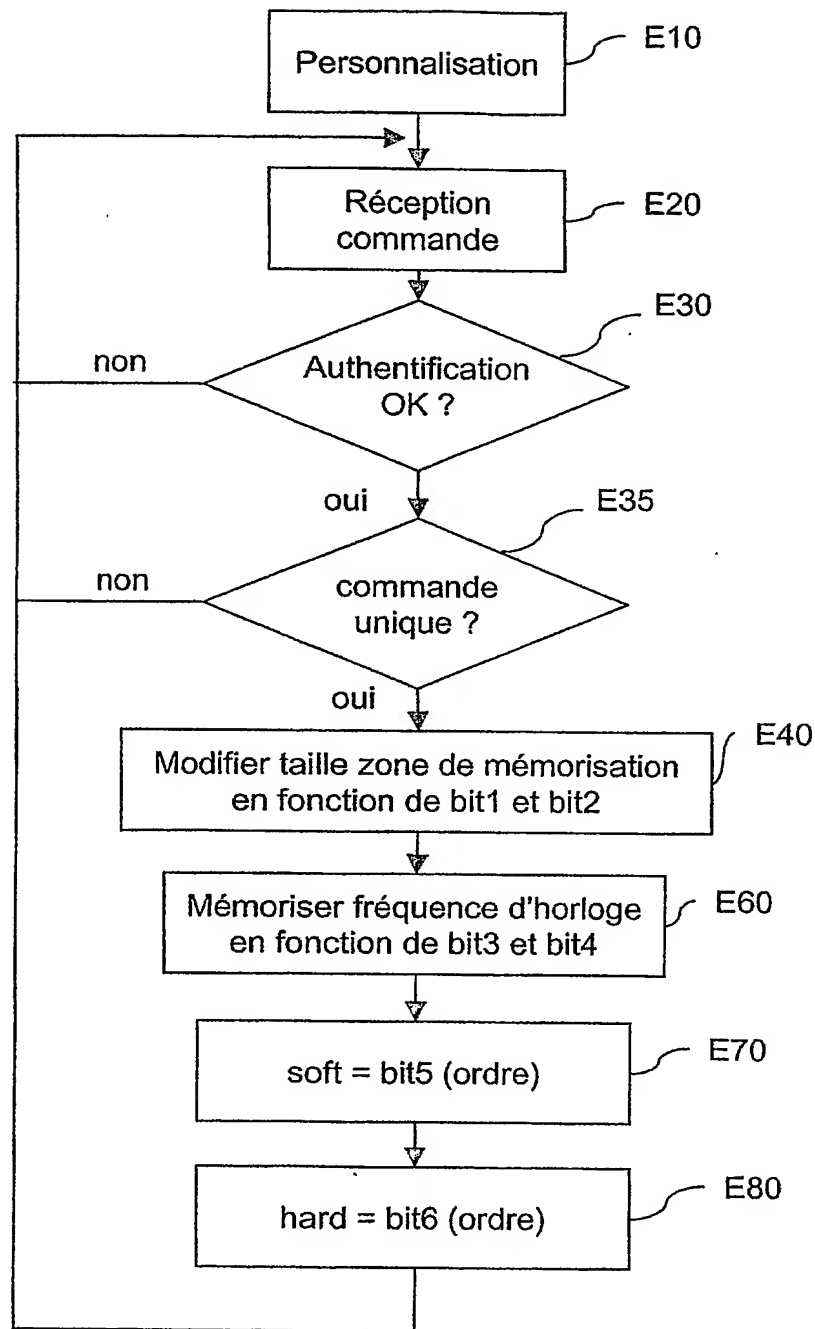 Personnalisation
E10
Réception
commande
E20
E30
non
Authentification
OK ?
oui
E35
non
commande
unique ?
oui
E40
Modifier taille zone de mémorisation
en fonction de bit1 et bit2
Mémoriser fréquence d'horloge
en fonction de bit3 et bit4
E60
soft = bit5 (ordre)
E70
hard = bit6 (ordre)
E80